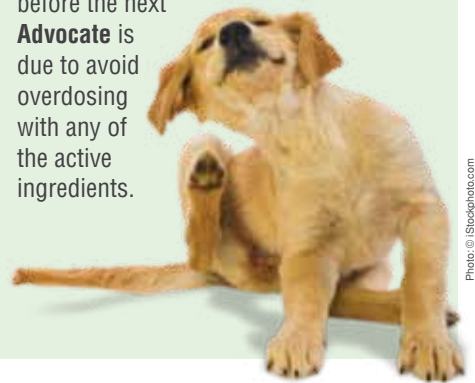 before the next
Advocate is
due to avoid
overdosing
with any of
the active
ingredients.
Photo: © iStockphoto.com